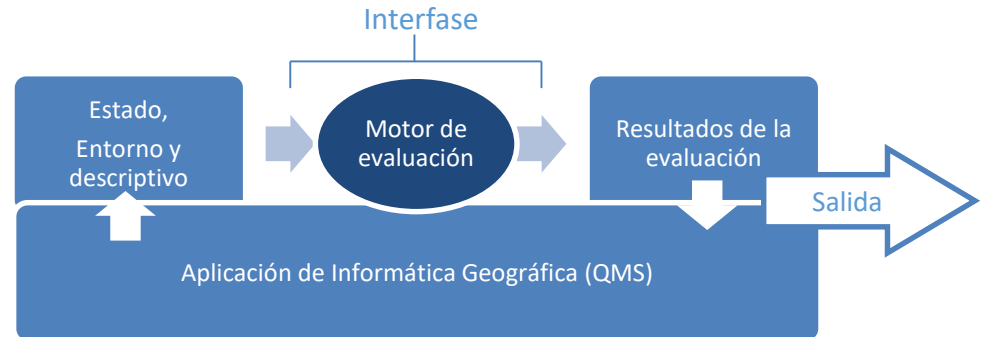 Interfase
Estado,
Entorno y
descriptivo
Motor de
evaluación
Resultados de la
evaluación
Salida
Aplicación de Informática Geográfica (QMS)